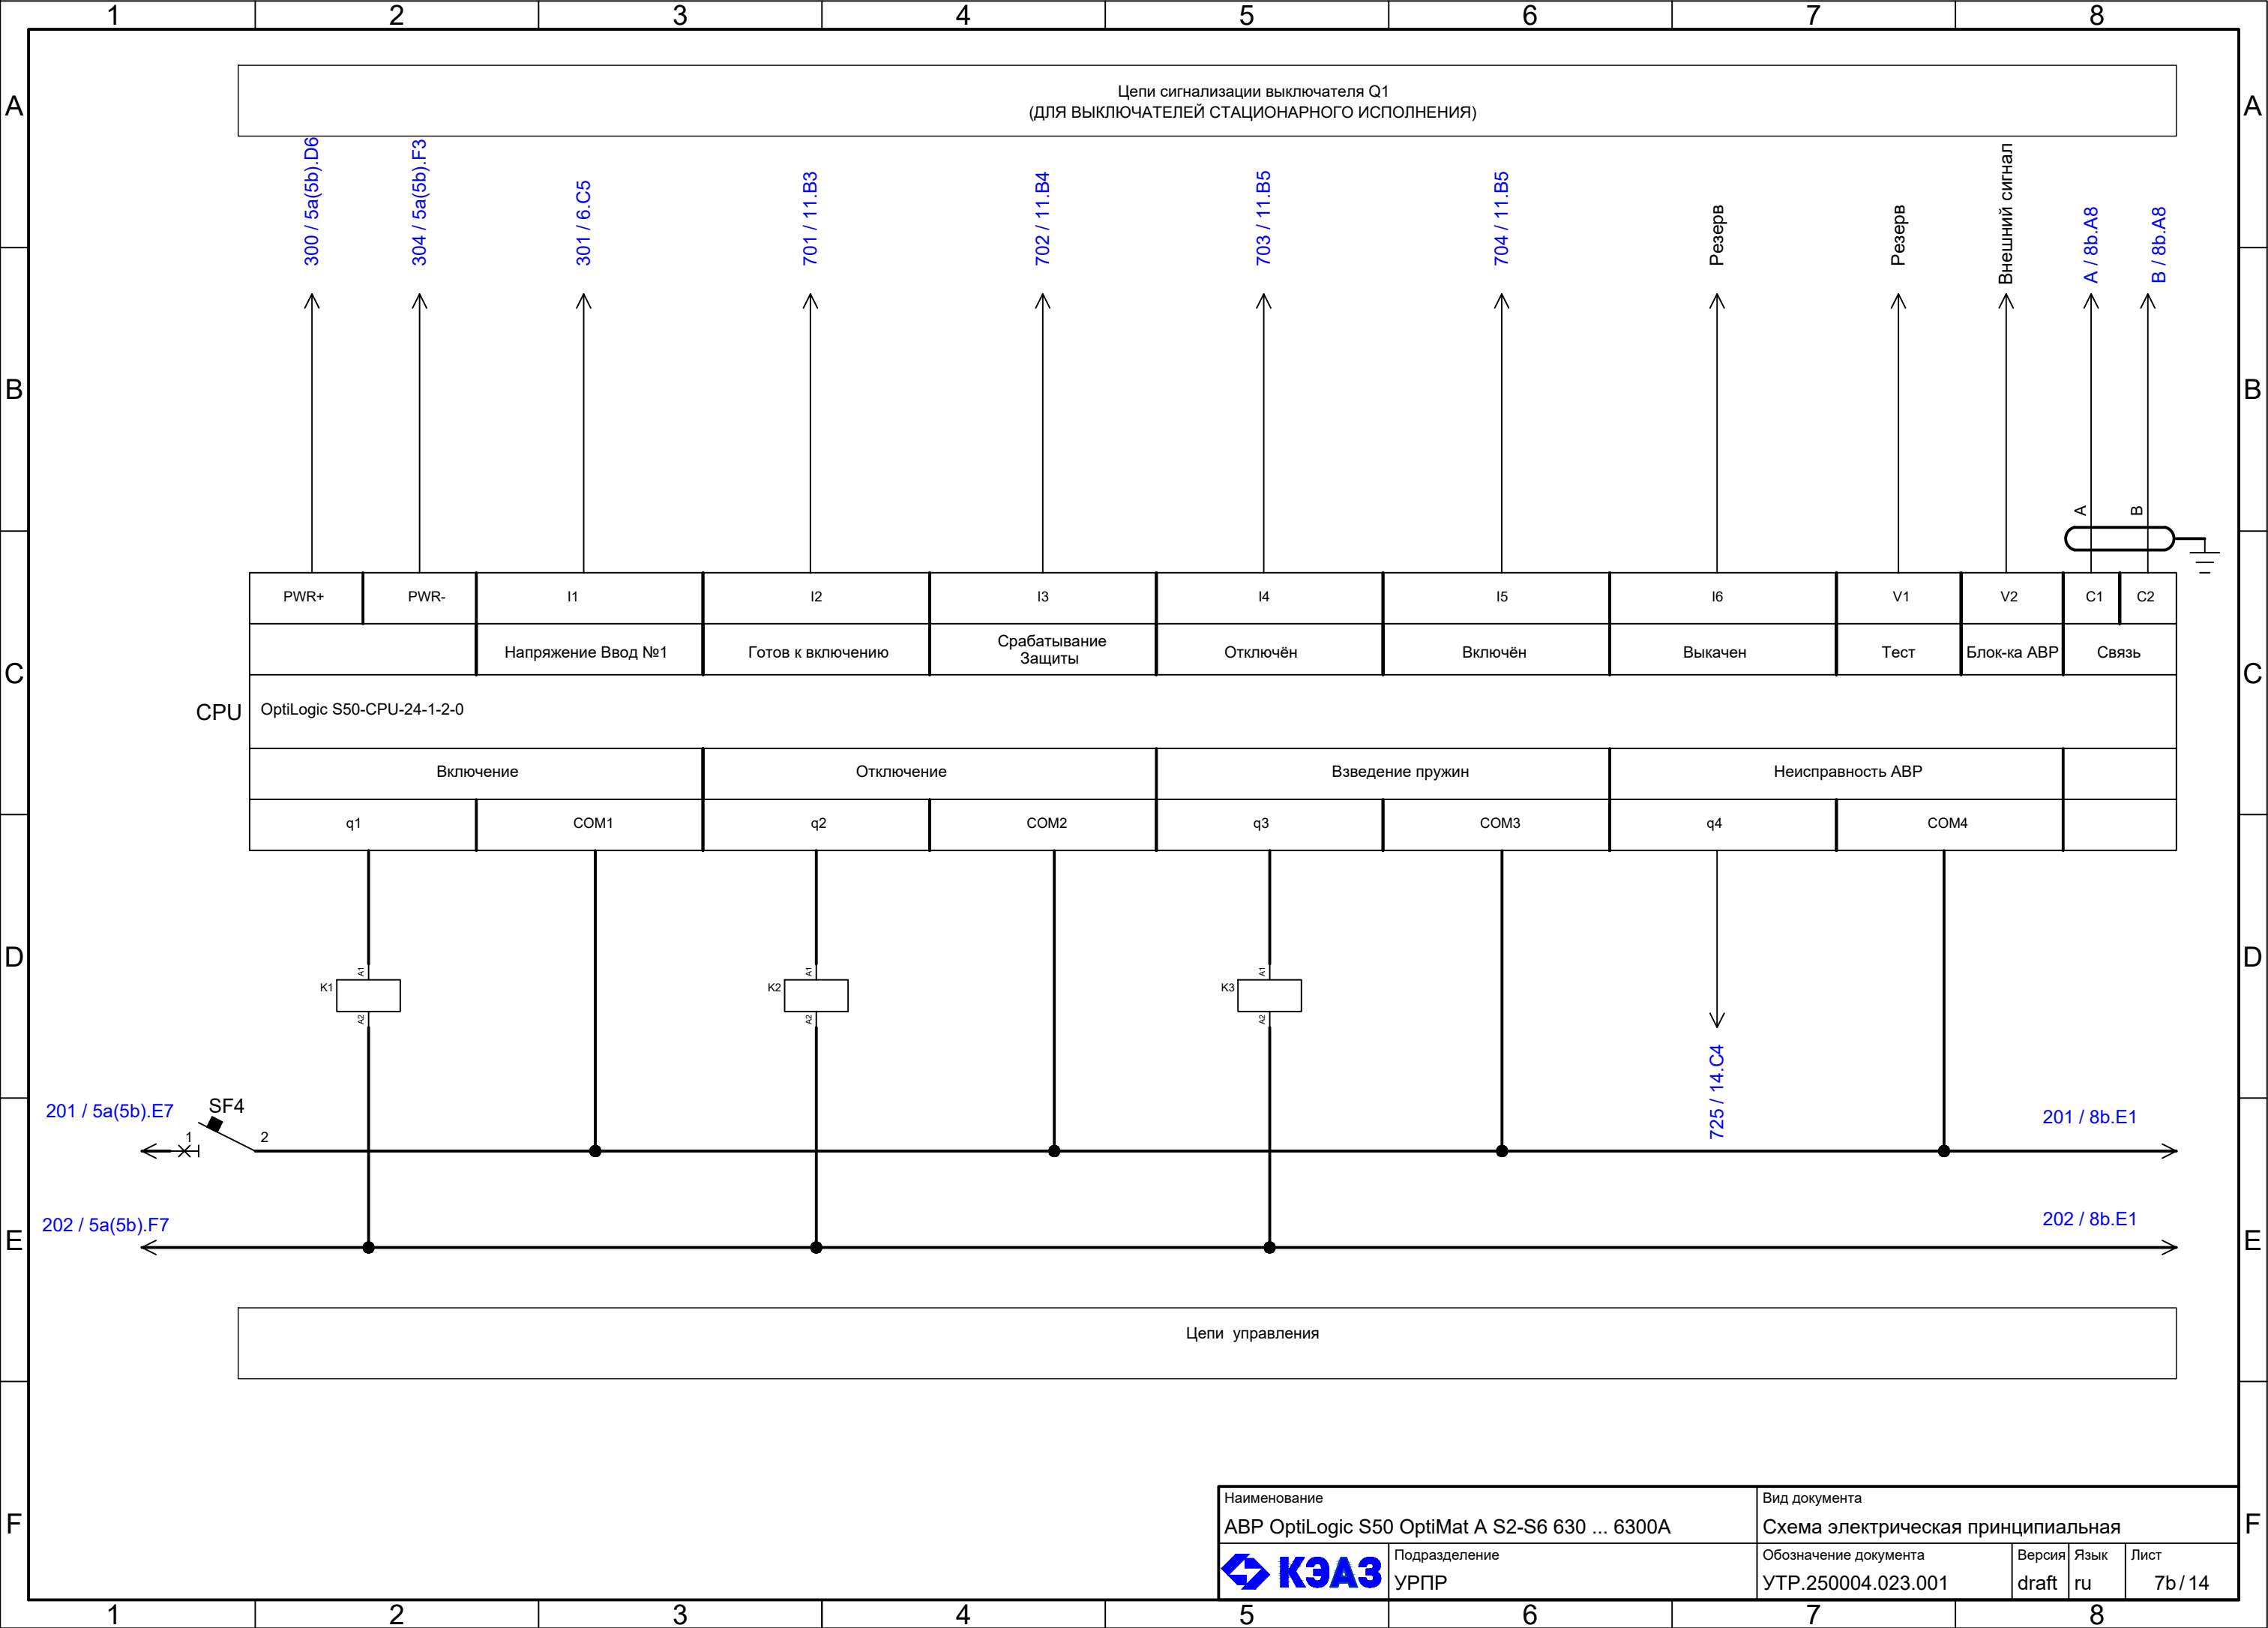 1 2 3 4 5 6 7 8
A A
Цепи сигнализации выключателя Q1
(ДЛЯ ВЫКЛЮЧАТЕЛЕЙ СТАЦИОНАРНОГО ИСПОЛНЕНИЯ)
300 / 5a(5b).D6
304 / 5a(5b).F3
301 / 6.C5
701 / 11.B3
702 / 11.B4
703 / 11.B5
704 / 11.B5
Резерв
Резерв
Внешний сигнал
A / 8b.A8
B / 8b.A8
B B
A B
PWR+ PWR- I1 I2 I3 I4 I5 I6 V1 V2 C1 C2
Напряжение Ввод №1
Готов к включению
Срабатывание
Защиты
Отключён
Включён
Выкачен
Тест
Блок-ка АВР
Связь
C C
CPU
OptiLogic S50-CPU-24-1-2-0
Включение
Отключение
Взведение пружин
Неисправность АВР
q1 COM1 q2 COM2 q3 COM3 q4 COM4
D D
A1 A1 A1
K1 K2 K3
A2 A2 A2
725 / 14.C4
201 / 5a(5b).E7
SF4
1 2
201 / 8b.E1
202 / 5a(5b).F7
202 / 8b.E1
E E
Цепи управления
F F
Наименование
АВР OptiLogic S50 OptiMat A S2-S6 630 ... 6300A
Вид документа
Схема электрическая принципиальная
КЭАЗ
Подразделение
УРПР
Обозначение документа
УТР.250004.023.001
Версия
draft
Язык
ru
Лист
7b / 14
1 2 3 4 5 6 7 8